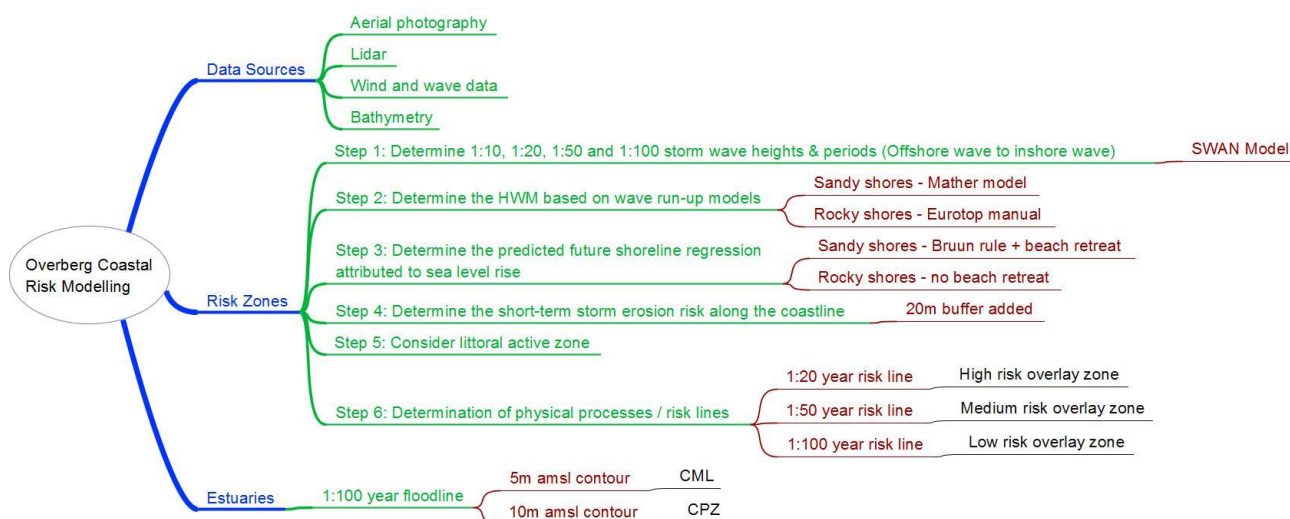 Overberg Coastal
Risk Modelling
Data Sources
Aerial photography
Lidar
Wind and wave data
Bathymetry
Risk Zones
Step 1: Determine 1:10, 1:20, 1:50 and 1:100 storm wave heights & periods (Offshore wave to inshore wave)
SWAN Model
Step 2: Determine the HWM based on wave run-up models
Sandy shores - Mather model
Rocky shores - Eurotop manual
Step 3: Determine the predicted future shoreline regression
attributed to sea level rise
Sandy shores - Bruun rule + beach retreat
Rocky shores - no beach retreat
Step 4: Determine the short-term storm erosion risk along the coastline
20m buffer added
Step 5: Consider littoral active zone
Step 6: Determination of physical processes / risk lines
1:20 year risk line
High risk overlay zone
1:50 year risk line
Medium risk overlay zone
1:100 year risk line
Low risk overlay zone
Estuaries
1:100 year floodline
5m amsl contour
CML
10m amsl contour
CPZ